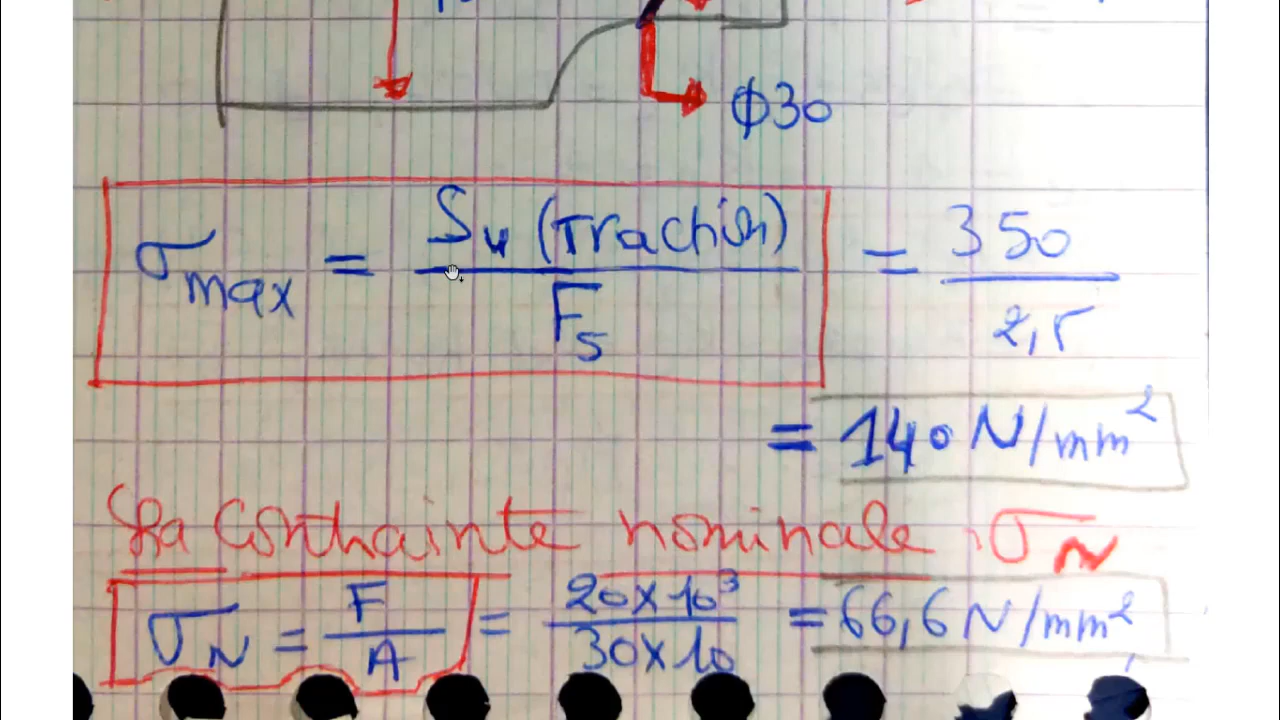 ϕ30
σmax = Su (Traction) / Fs = 350 / 2,5
= 140 N/mm²
La Contrainte nominale σN
σN = F / A = 20×10³ / 30×10 = 66,6 N/mm²